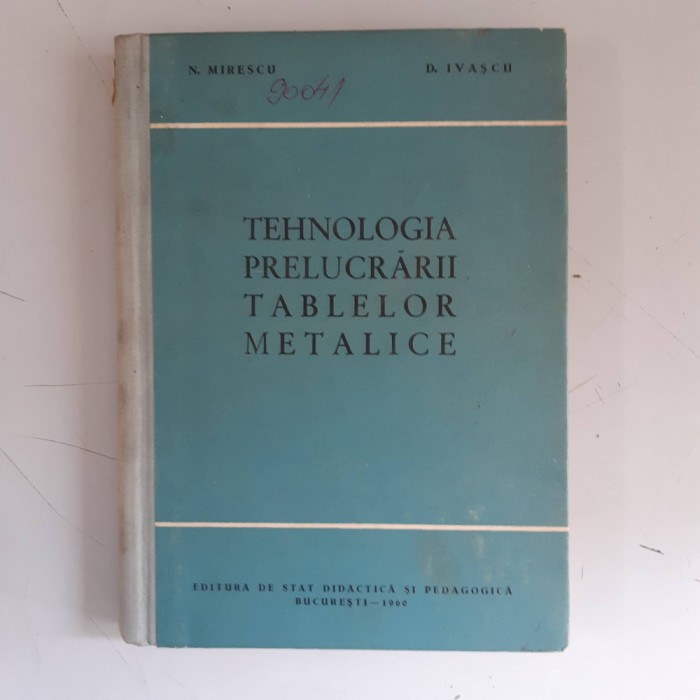 N. MIRESCU D. IVAȘCU
90041
TEHNOLOGIA
PRELUCRĂRII
TABLELOR
METALICE
EDITURA DE STAT DIDACTICĂ ȘI PEDAGOGICĂ
BUCUREȘTI — 1960